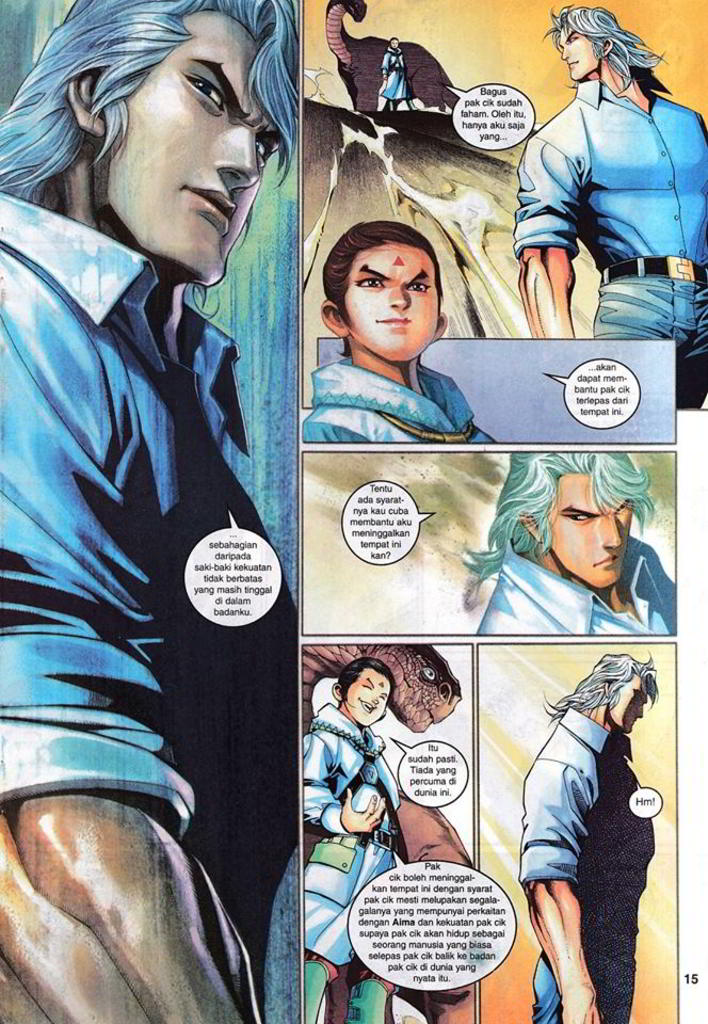 ...
sebahagian
daripada
saki-baki kekuatan
tidak berbatas
yang masih tinggal
di dalam
badanku.
Bagus
pak cik sudah
faham. Oleh itu,
hanya aku saja
yang...
...akan
dapat mem-
bantu pak cik
terlepas dari
tempat ini.
Tentu
ada syarat-
nya kau cuba
membantu aku
meninggalkan
tempat ini
kan?
Itu
sudah pasti.
Tiada yang
percuma di
dunia ini.
Pak
cik boleh meninggal-
kan tempat ini dengan syarat
pak cik mesti melupakan segala-
galanya yang mempunyai perkaitan
dengan Aima dan kekuatan pak cik
supaya pak cik akan hidup sebagai
seorang manusia yang biasa
selepas pak cik balik ke badan
pak cik di dunia yang
nyata itu.
Hm!
15